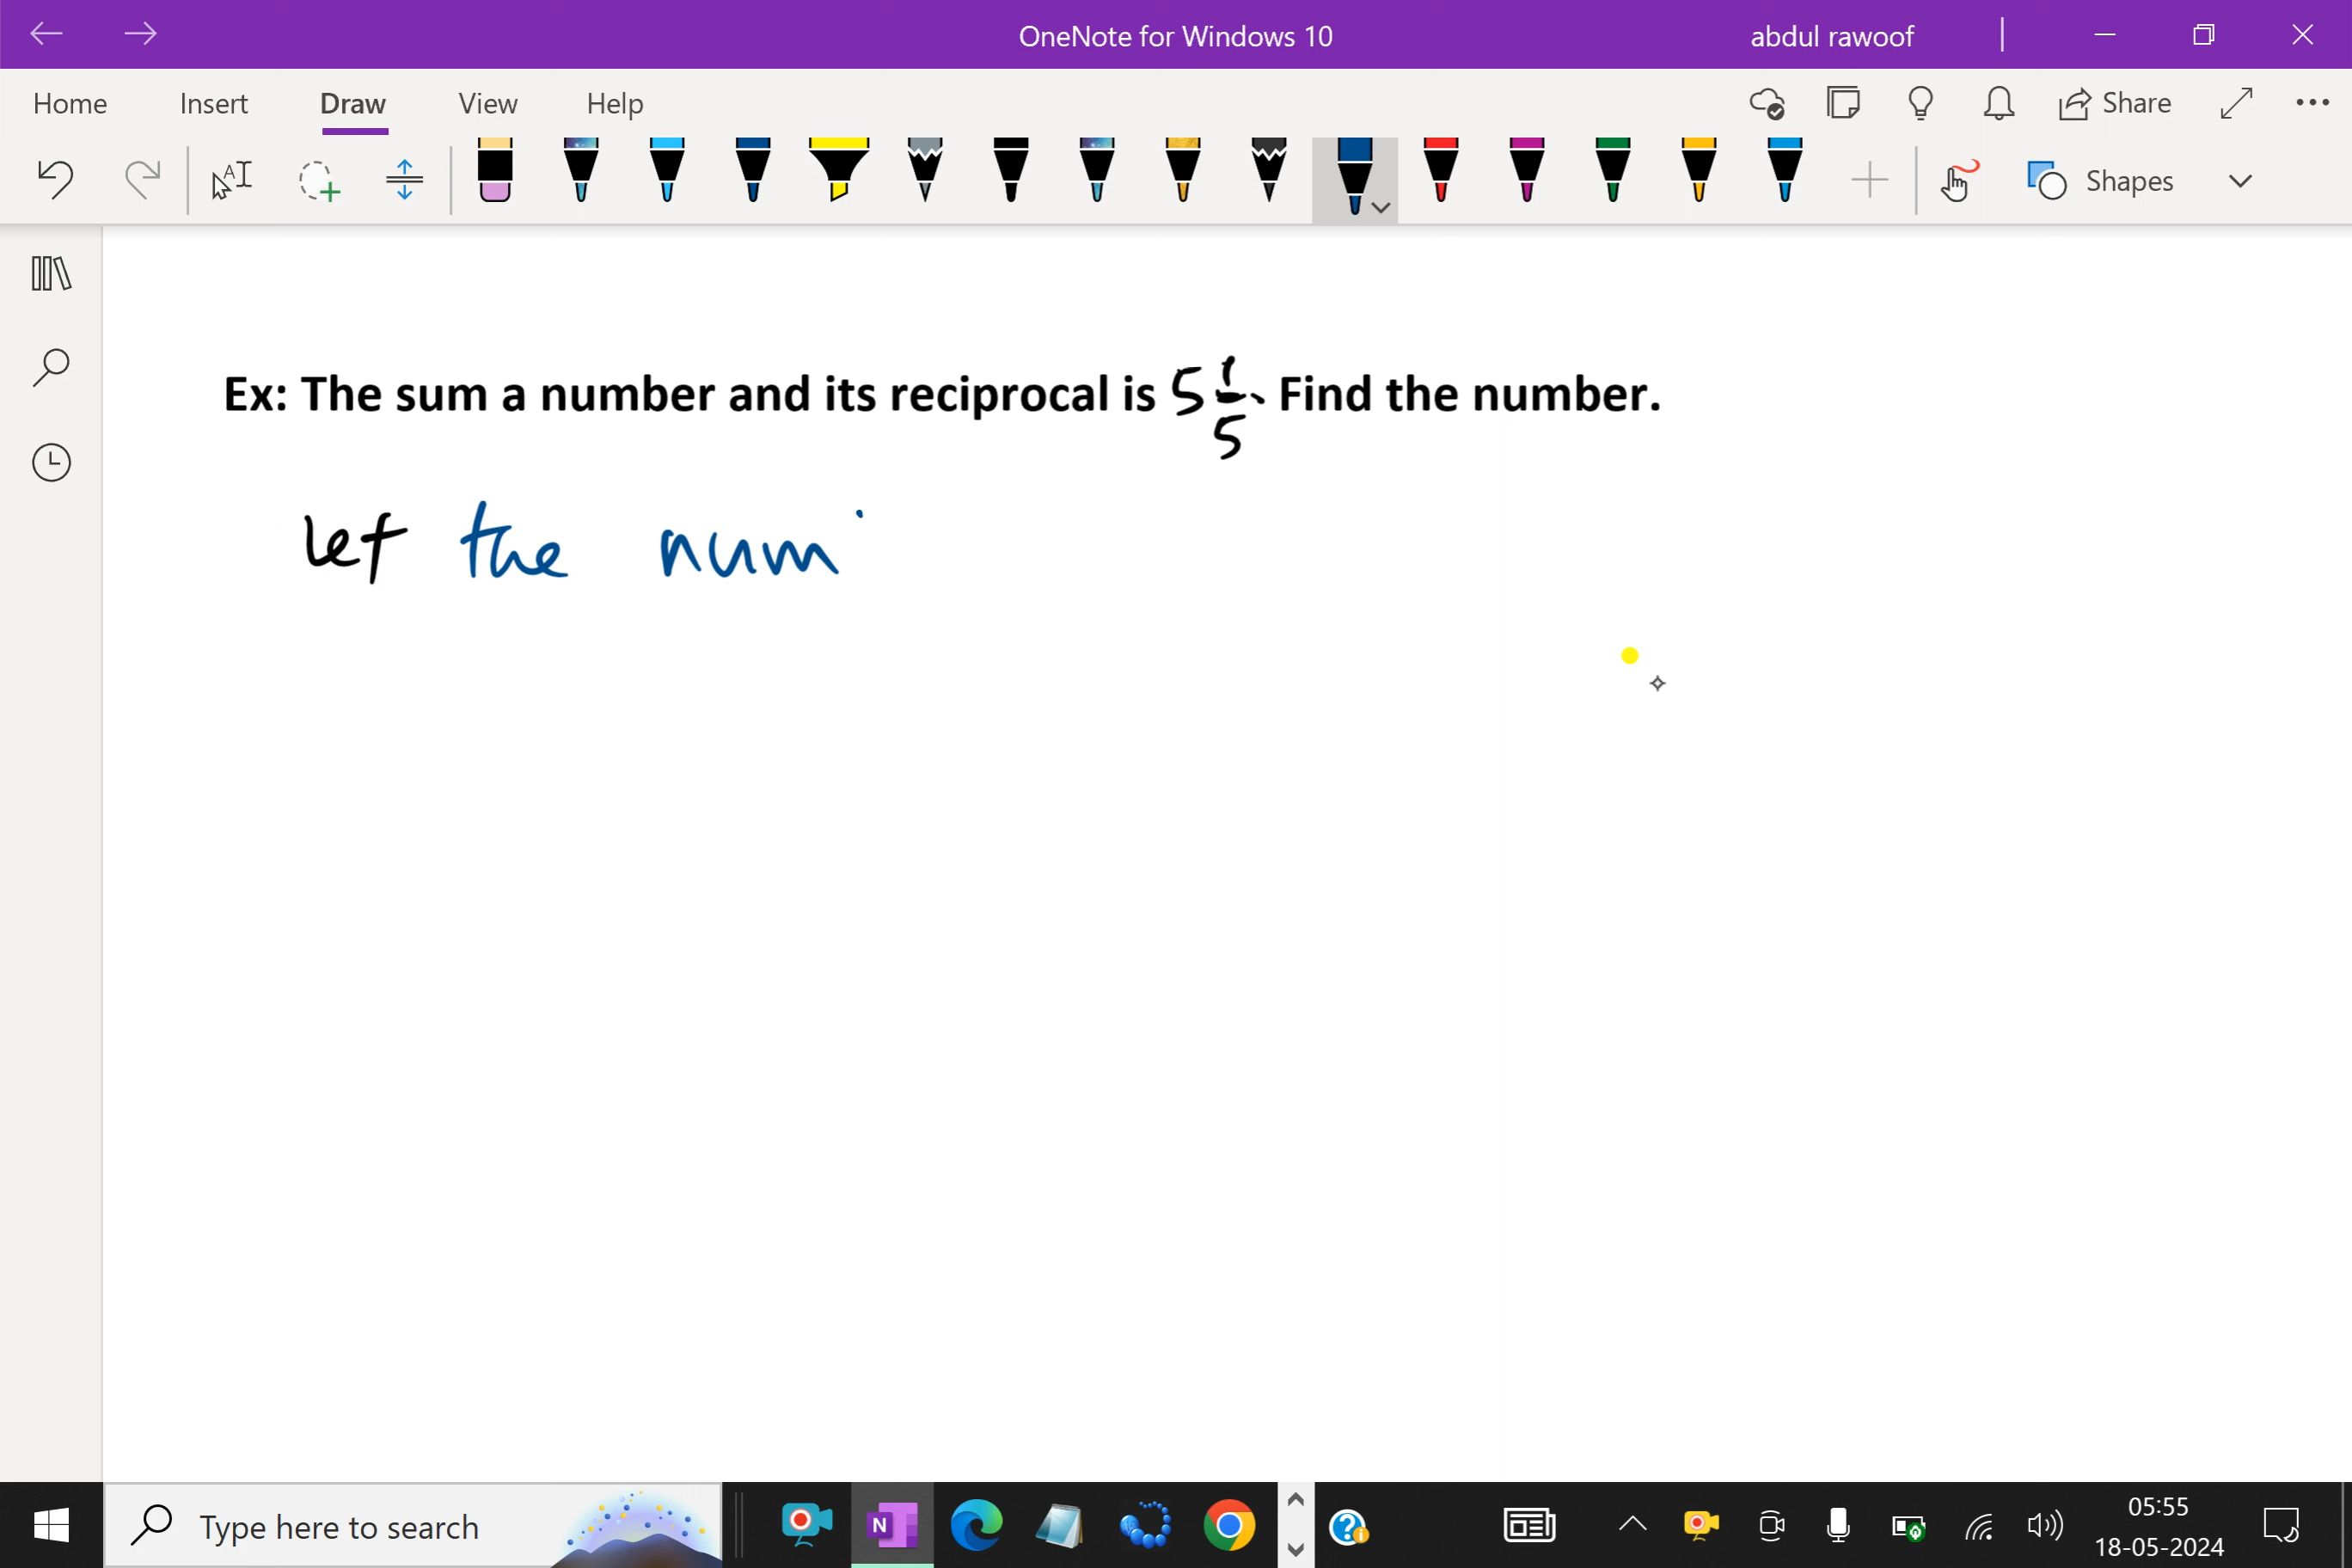 OneNote for Windows 10 abdul rawoof
Home Insert Draw View Help Share
Shapes
Ex: The sum a number and its reciprocal is 5 1/5. Find the number.
let the num
Type here to search N 05:55
18-05-2024